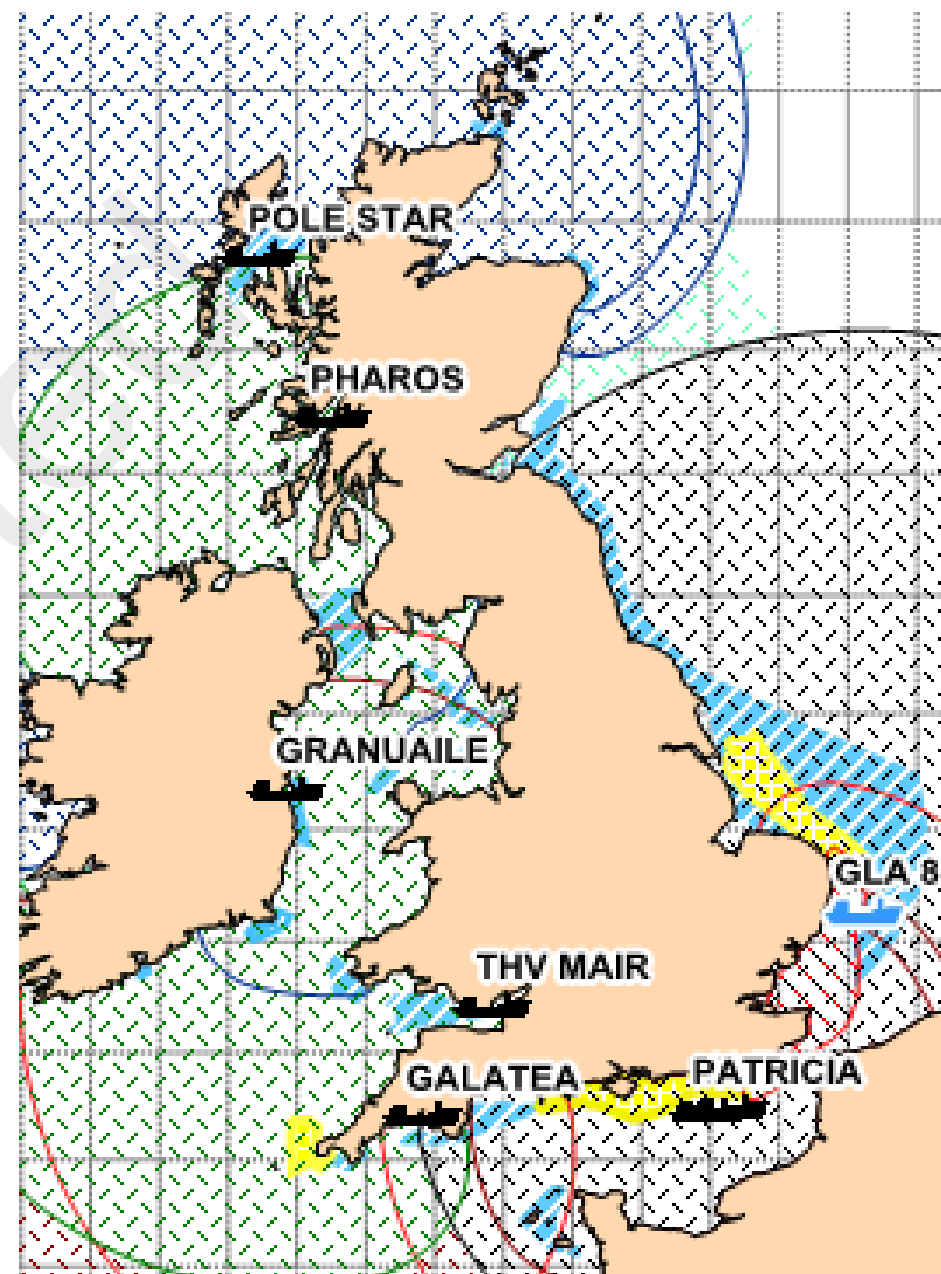 POLE STAR
PHAROS
GRANUAILE
GLA 8
THV MAIR
GALATEA
PATRICIA